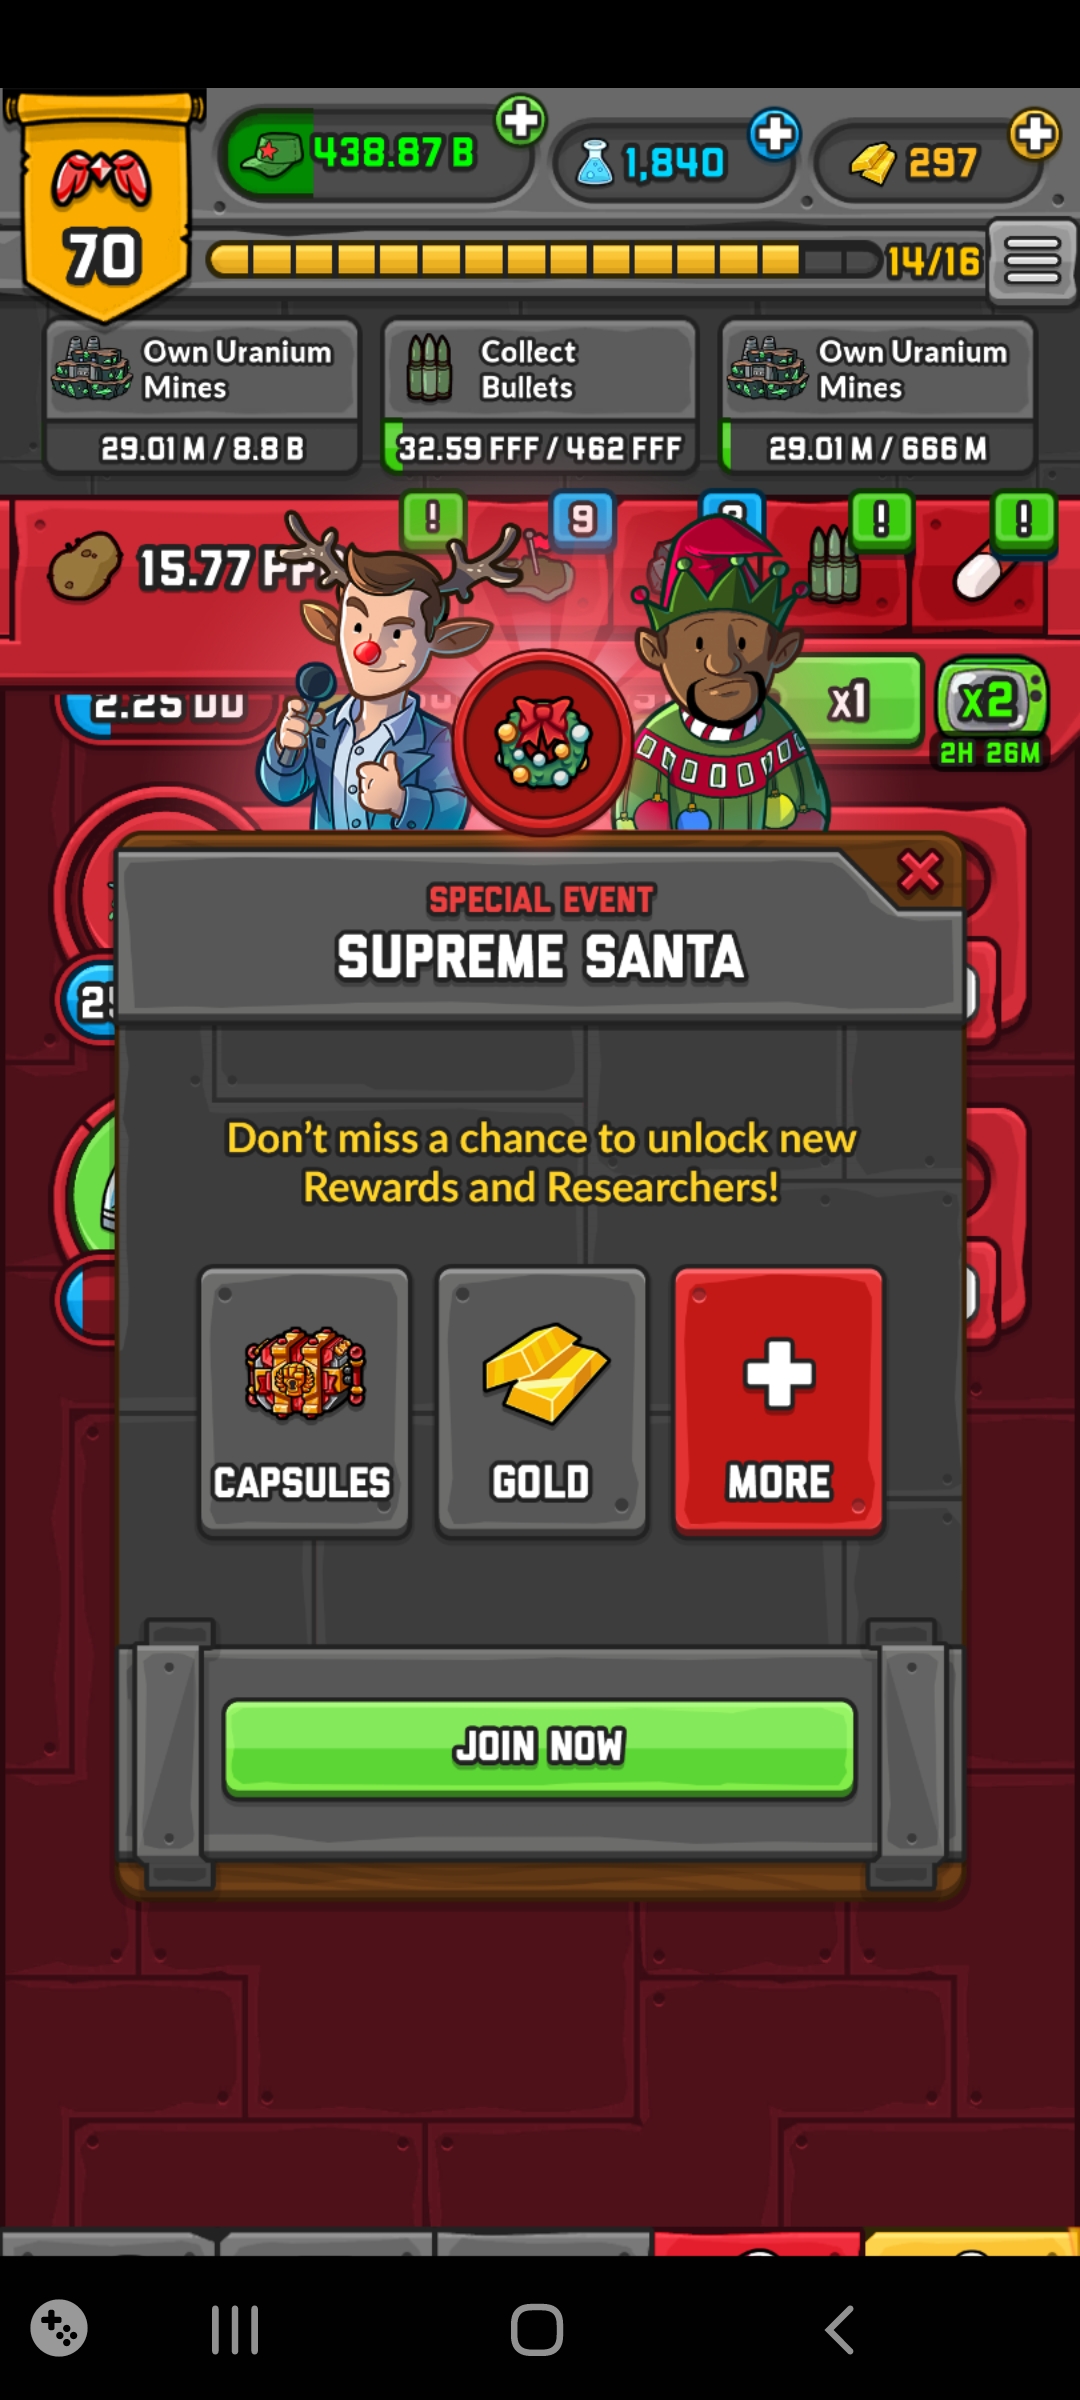 438.87 B
1,840
297
70
14/16
Own Uranium
Mines
Collect
Bullets
Own Uranium
Mines
29.01 M / 8.8 B
32.59 FFF / 462 FFF
29.01 M / 666 M
!
9
!
!
15.77
x1
x2
2H 26M
SPECIAL EVENT
SUPREME SANTA
Don't miss a chance to unlock new
Rewards and Researchers!
CAPSULES
GOLD
MORE
JOIN NOW